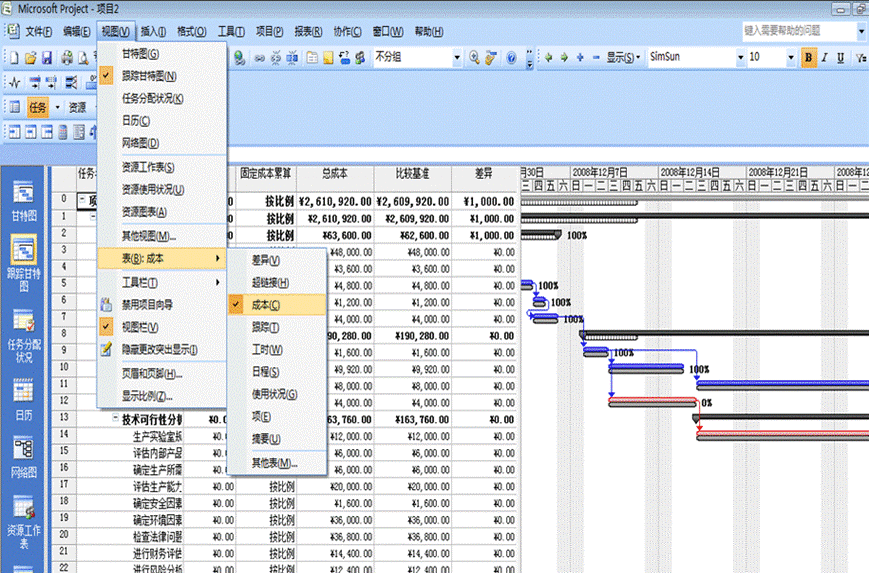 Microsoft Project - 项目2
文件(F) 编辑(E) 视图(V) 插入(I) 格式(O) 工具(T) 项目(P) 报表(R) 协作(C) 窗口(W) 帮助(H)
键入需要帮助的问题
不分组 显示(S) SimSun 10 B I U
任务 资源
甘特图(G)
跟踪甘特图(N)
任务分配状况(K)
日历(C)
网络图(D)
资源工作表(S)
资源使用状况(U)
资源图表(A)
其他视图(M)...
表(B): 成本
工具栏(T)
禁用项目向导
视图栏(V)
隐藏更改突出显示(I)
页眉和页脚(H)...
显示比例(Z)...
差异(V)
超链接(H)
成本(C)
跟踪(T)
工时(W)
日程(S)
使用状况(G)
项(E)
摘要(U)
其他表(M)...
甘特图
跟踪甘特图
任务分配状况
日历
网络图
资源工作表
固定成本累算 总成本 比较基准 差异
月30日 2008年12月7日 2008年12月14日 2008年12月21日 2008年12
三 四 五 六 日 一 二 三 四 五 六 日 一 二 三 四 五 六 日 一 二 三 四 五 六 日 一 二
0 按比例 ¥2,610,920.00 ¥2,609,920.00 ¥1,000.00
1 按比例 ¥2,610,920.00 ¥2,609,920.00 ¥1,000.00
2 按比例 ¥63,600.00 ¥62,600.00 ¥1,000.00 100%
3 ¥48,000.00 ¥48,000.00 ¥0.00
4 ¥3,600.00 ¥3,600.00 ¥0.00
5 ¥4,800.00 ¥4,800.00 ¥0.00 100%
6 ¥1,200.00 ¥1,200.00 ¥0.00 100%
7 ¥4,000.00 ¥4,000.00 ¥0.00 100%
8 90,280.00 ¥190,280.00 ¥0.00
9 ¥1,600.00 ¥1,600.00 ¥0.00 100%
10 ¥9,920.00 ¥9,920.00 ¥0.00 100%
11 ¥8,000.00 ¥8,000.00 ¥0.00
12 ¥4,000.00 ¥4,000.00 ¥0.00 0%
13 技术可行性分析 ¥0.0 63,760.00 ¥163,760.00 ¥0.00
14 生产实验室规 ¥0.0 ¥12,000.00 ¥12,000.00 ¥0.00
15 评估内部产品 ¥0.0 ¥6,000.00 ¥6,000.00 ¥0.00
16 确定生产所需 ¥0.0 ¥6,000.00 ¥6,000.00 ¥0.00
17 评估生产能力 ¥0.00 按比例 ¥20,000.00 ¥20,000.00 ¥0.00
18 确定安全因素 ¥0.00 按比例 ¥1,600.00 ¥1,600.00 ¥0.00
19 确定环境因素 ¥0.00 按比例 ¥36,000.00 ¥36,000.00 ¥0.00
20 检查法律问题 ¥0.00 按比例 ¥36,800.00 ¥36,800.00 ¥0.00
21 进行财务评估 ¥0.00 按比例 ¥14,400.00 ¥14,400.00 ¥0.00
22 进行风险分析 ¥0.00 按比例 ¥12,400.00 ¥12,400.00 ¥0.00